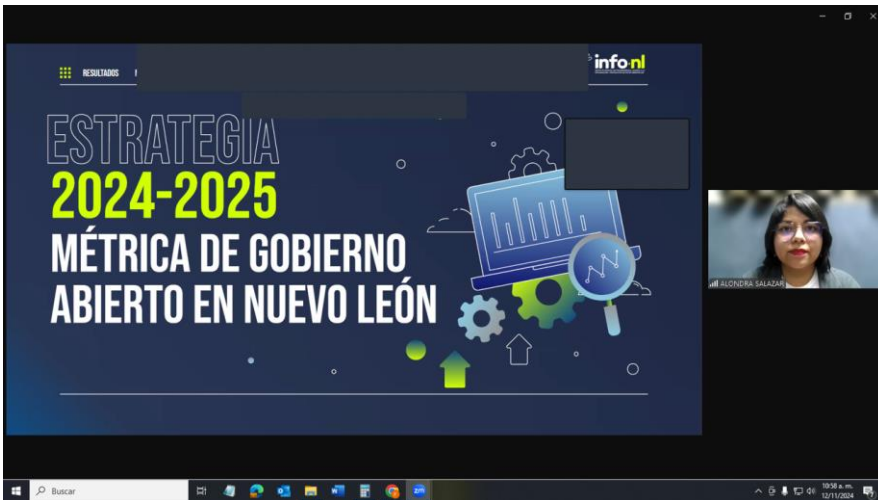 RESULTADOS
info·nl
ESTRATEGIA
2024-2025
MÉTRICA DE GOBIERNO
ABIERTO EN NUEVO LEÓN
ALONDRA SALAZAR
Buscar
10:58 a. m.
12/11/2024